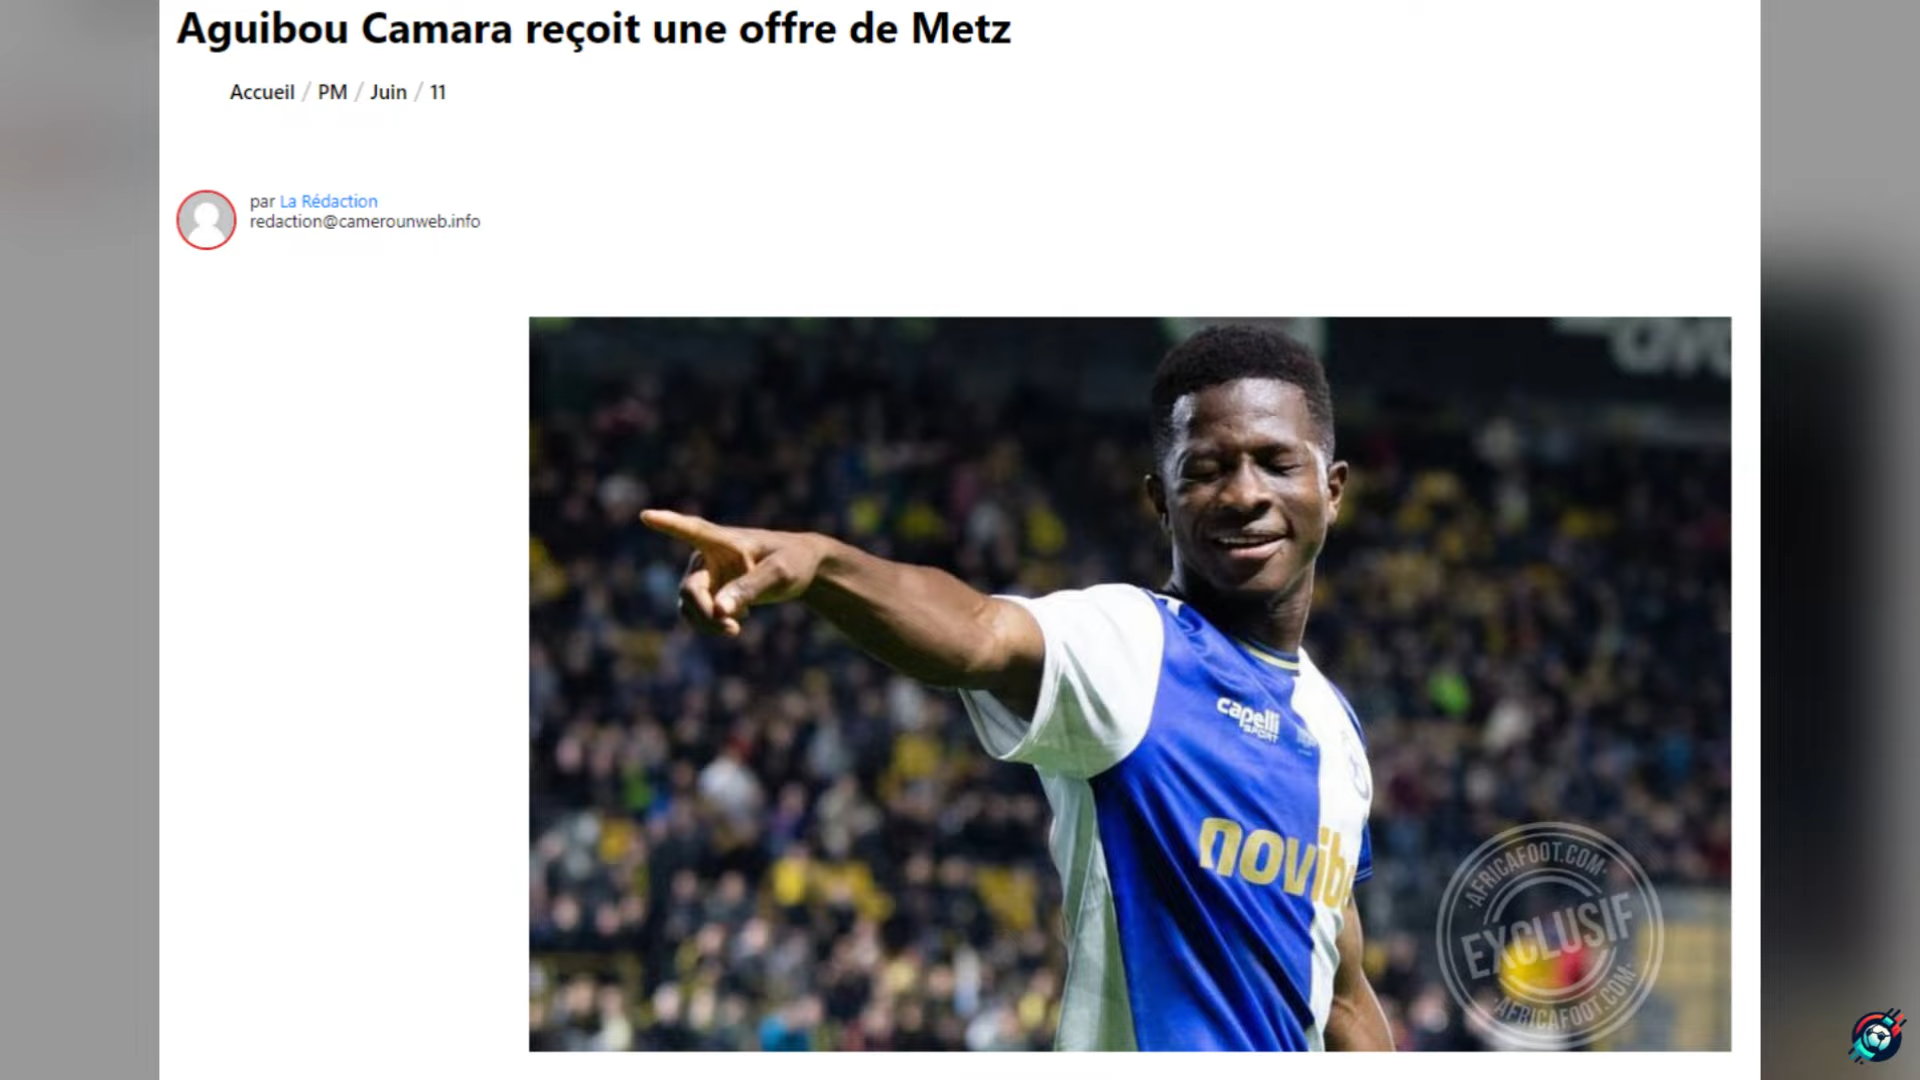 Aguibou Camara reçoit une offre de Metz
Accueil / PM / Juin / 11
par La Rédaction
redaction@camerounweb.info
capelli
SPORT
novib
·AFRICAFOOT.COM·
EXCLUSIF
·AFRICAFOOT.COM·